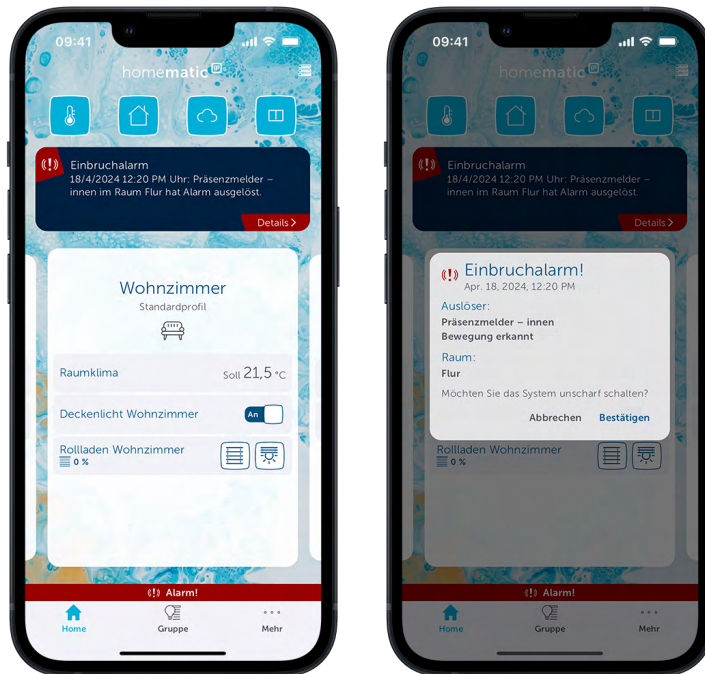 09:41
homematic IP
Einbruchalarm
18/4/2024 12:20 PM Uhr: Präsenzmelder –
innen im Raum Flur hat Alarm ausgelöst.
Details
Wohnzimmer
Standardprofil
Raumklima
Soll 21,5 °C
Deckenlicht Wohnzimmer
An
Rollladen Wohnzimmer
0 %
Alarm!
Home
Gruppe
Mehr
09:41
homematic IP
Einbruchalarm
18/4/2024 12:20 PM Uhr: Präsenzmelder –
innen im Raum Flur hat Alarm ausgelöst.
Details
Einbruchalarm!
Apr. 18, 2024, 12:20 PM
Auslöser:
Präsenzmelder – innen
Bewegung erkannt
Raum:
Flur
Möchten Sie das System unscharf schalten?
Abbrechen Bestätigen
Rollladen Wohnzimmer
0 %
Alarm!
Home
Gruppe
Mehr